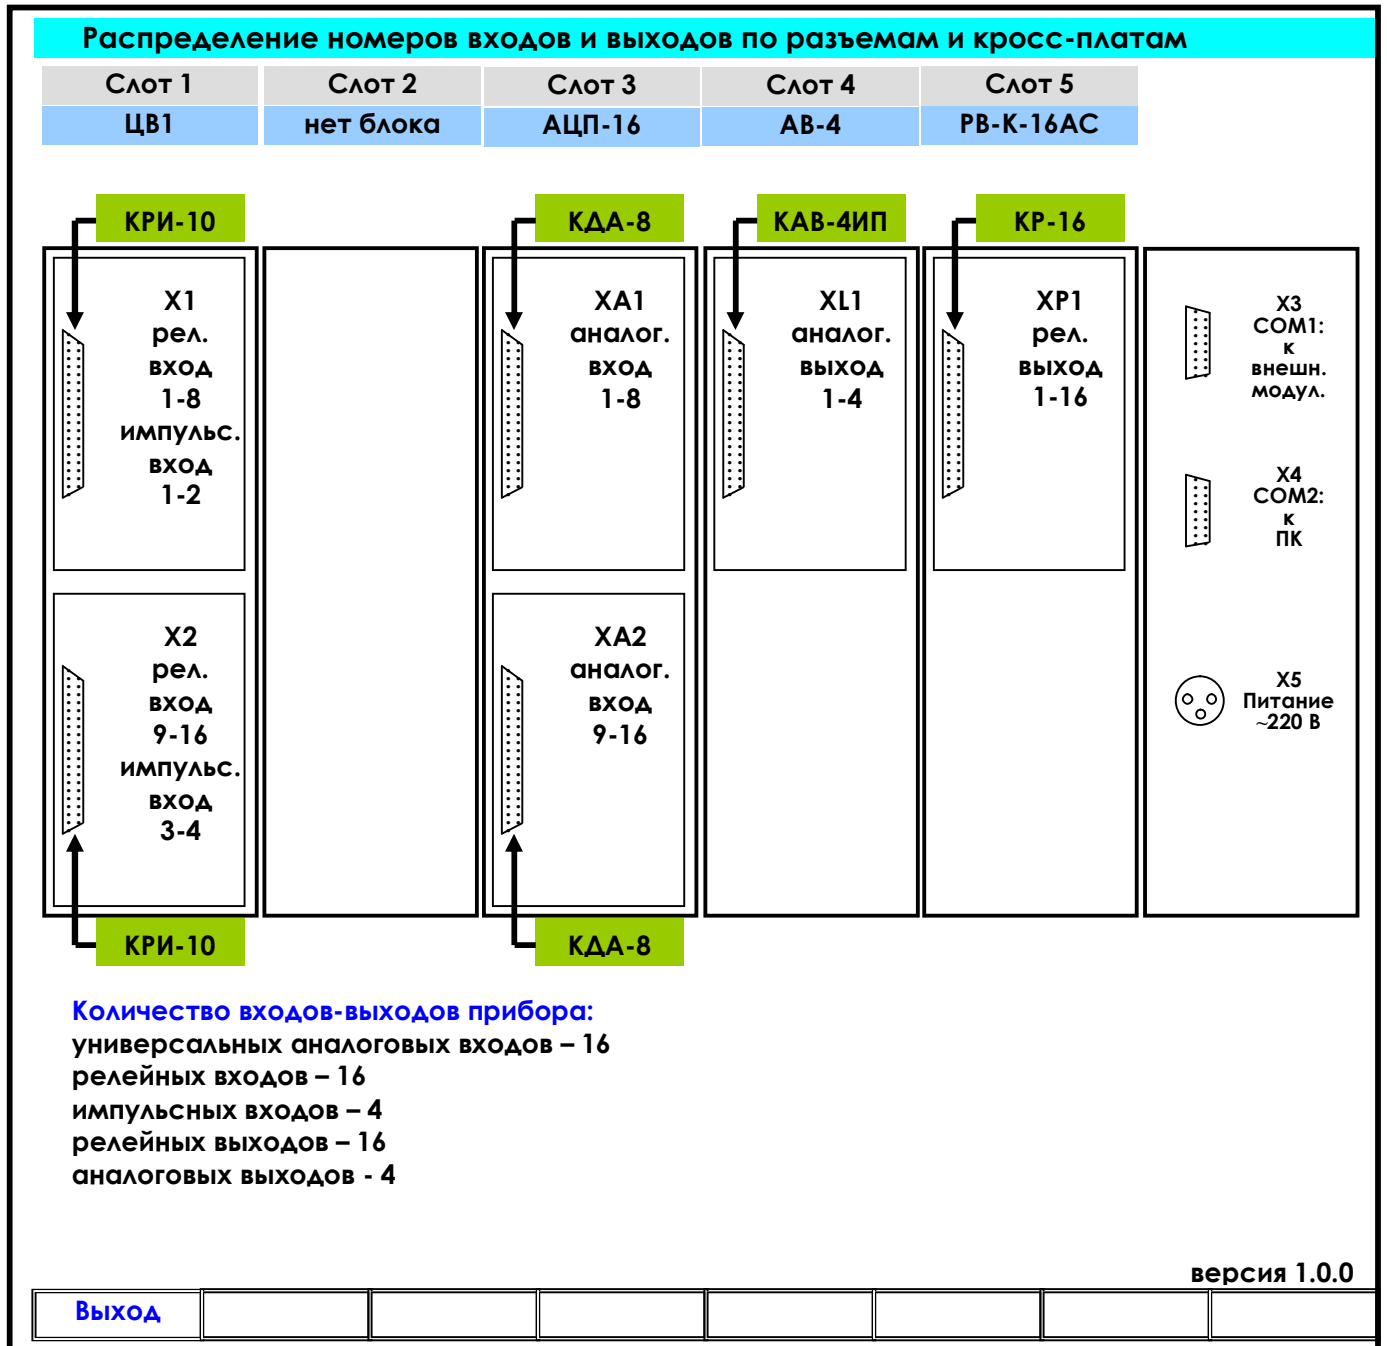 Распределение номеров входов и выходов по разъемам и кросс-платам
Слот 1
Слот 2
Слот 3
Слот 4
Слот 5
ЦВ1
нет блока
АЦП-16
АВ-4
РВ-К-16АС
КРИ-10
КДА-8
КАВ-4ИП
КР-16
X1
рел.
вход
1-8
импульс.
вход
1-2
XA1
аналог.
вход
1-8
XL1
аналог.
выход
1-4
XP1
рел.
выход
1-16
X3
COM1:
к
внешн.
модул.
X4
COM2:
к
ПК
X2
рел.
вход
9-16
импульс.
вход
3-4
XA2
аналог.
вход
9-16
X5
Питание
~220 В
КРИ-10
КДА-8
Количество входов-выходов прибора:
универсальных аналоговых входов – 16
релейных входов – 16
импульсных входов – 4
релейных выходов – 16
аналоговых выходов - 4
версия 1.0.0
Выход